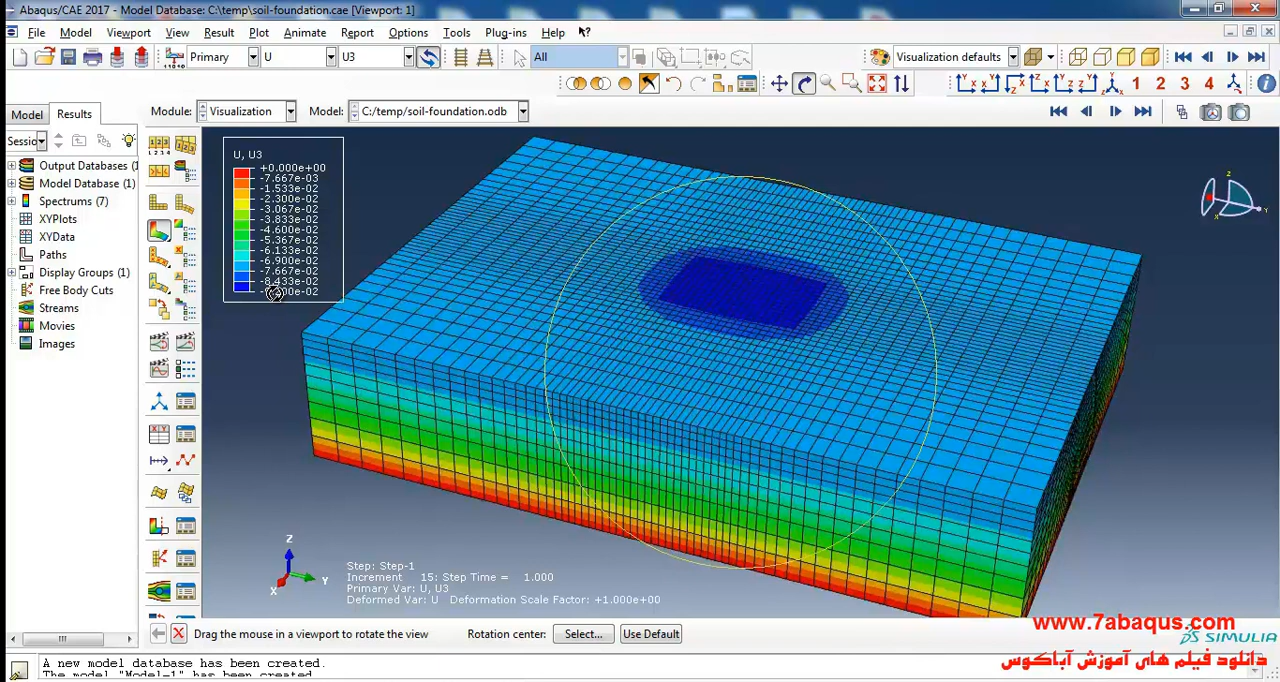 Abaqus/CAE 2017 - Model Database: C:\temp\soil-foundation.cae [Viewport: 1]
File Model Viewport View Result Plot Animate Report Options Tools Plug-ins Help
Primary U U3 All Visualization defaults
1 2 3 4
Model Results Module: Visualization Model: C:/temp/soil-foundation.odb
Sessio
Output Databases (1
Model Database (1)
Spectrums (7)
XYPlots
XYData
Paths
Display Groups (1)
Free Body Cuts
Streams
Movies
Images
U, U3
+0.000e+00
-7.667e-03
-1.533e-02
-2.300e-02
-3.067e-02
-3.833e-02
-4.600e-02
-5.367e-02
-6.133e-02
-6.900e-02
-7.667e-02
-8.433e-02
Z
Y
X
Z
Y
X
Step: Step-1
Increment 15: Step Time = 1.000
Primary Var: U, U3
Deformed Var: U Deformation Scale Factor: +1.000e+00
Drag the mouse in a viewport to rotate the view Rotation center: Select... Use Default
www.7abaqus.com
SIMULIA
دانلود فیلم های آموزش آباکوس
A new model database has been created.
The model "Model-1" has been created.